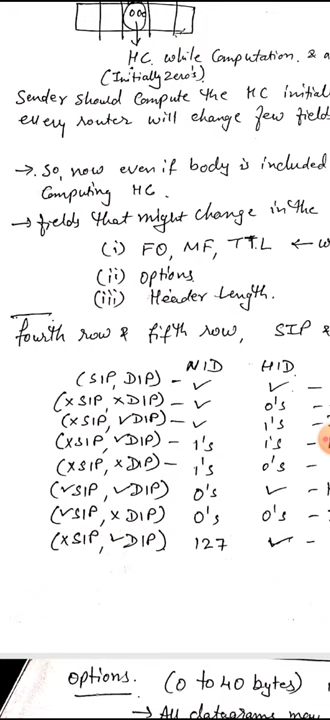 000
HC. while Computation. &
(Initially zero's)
Sender should Compute the HC initial
every router will change few fields
→. So, now even if body is included
Computing HC.
→ fields that might change in the
(i) FO, MF, TTL ←
(ii) options
(iii) Header Length.
fourth row & fifth row, SIP &
NID HID
(SIP, DIP) - ✓ ✓ -
(×SIP, ×DIP) - ✓ 0's -
(×SIP, ✓DIP) - ✓ 1's -
(×SIP, ✓DIP) - 1's 1's -
(×SIP, ×DIP) - 1's 0's -
(✓SIP, ✓DIP) 0's ✓ -
(✓SIP, ×DIP) 0's 0's -
(×SIP, ✓DIP) 127 ✓ -
Options. (0 to 40 bytes)
→ All datagrams may